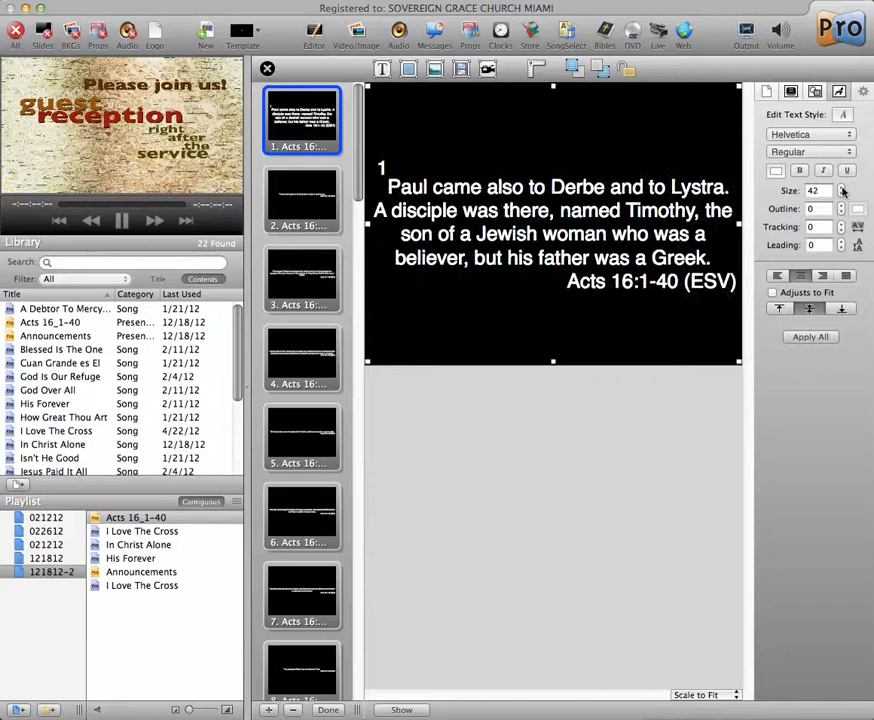 Registered to: SOVEREIGN GRACE CHURCH MIAMI
All Slides BKGs Props Audio Logo New Template Editor Video/Image Audio Messages Props Clocks Store SongSelect Bibles DVD Live Web Output Volume
Pro
Please join us!
guest
reception
right
after
the
service
--:--:-- --:--:--
Library 22 Found
Search:
Filter: All Title Contents
Title Category Last Used
A Debtor To Mercy... Song 1/21/12
Acts 16_1-40 Presen... 12/18/12
Announcements Presen... 12/18/12
Blessed Is The One Song 2/11/12
Cuan Grande es El Song 1/21/12
God Is Our Refuge Song 2/4/12
God Over All Song 2/11/12
His Forever Song 2/11/12
How Great Thou Art Song 1/21/12
I Love The Cross Song 4/22/12
In Christ Alone Song 12/18/12
Isn't He Good Song 2/11/12
Jesus Paid It All Song 2/4/12
Playlist Contiguous
021212
022612
021212
121812
121812-2
Acts 16_1-40
I Love The Cross
In Christ Alone
His Forever
Announcements
I Love The Cross
1. Acts 16:...
2. Acts 16:...
3. Acts 16:...
4. Acts 16:...
5. Acts 16:...
6. Acts 16:...
7. Acts 16:...
8. Acts 16:...
Done Show
1
Paul came also to Derbe and to Lystra.
A disciple was there, named Timothy, the
son of a Jewish woman who was a
believer, but his father was a Greek.
Acts 16:1-40 (ESV)
Scale to Fit
Edit Text Style: A
Helvetica
Regular
B I U
Size: 42
Outline: 0
Tracking: 0
Leading: 0
Adjusts to Fit
Apply All